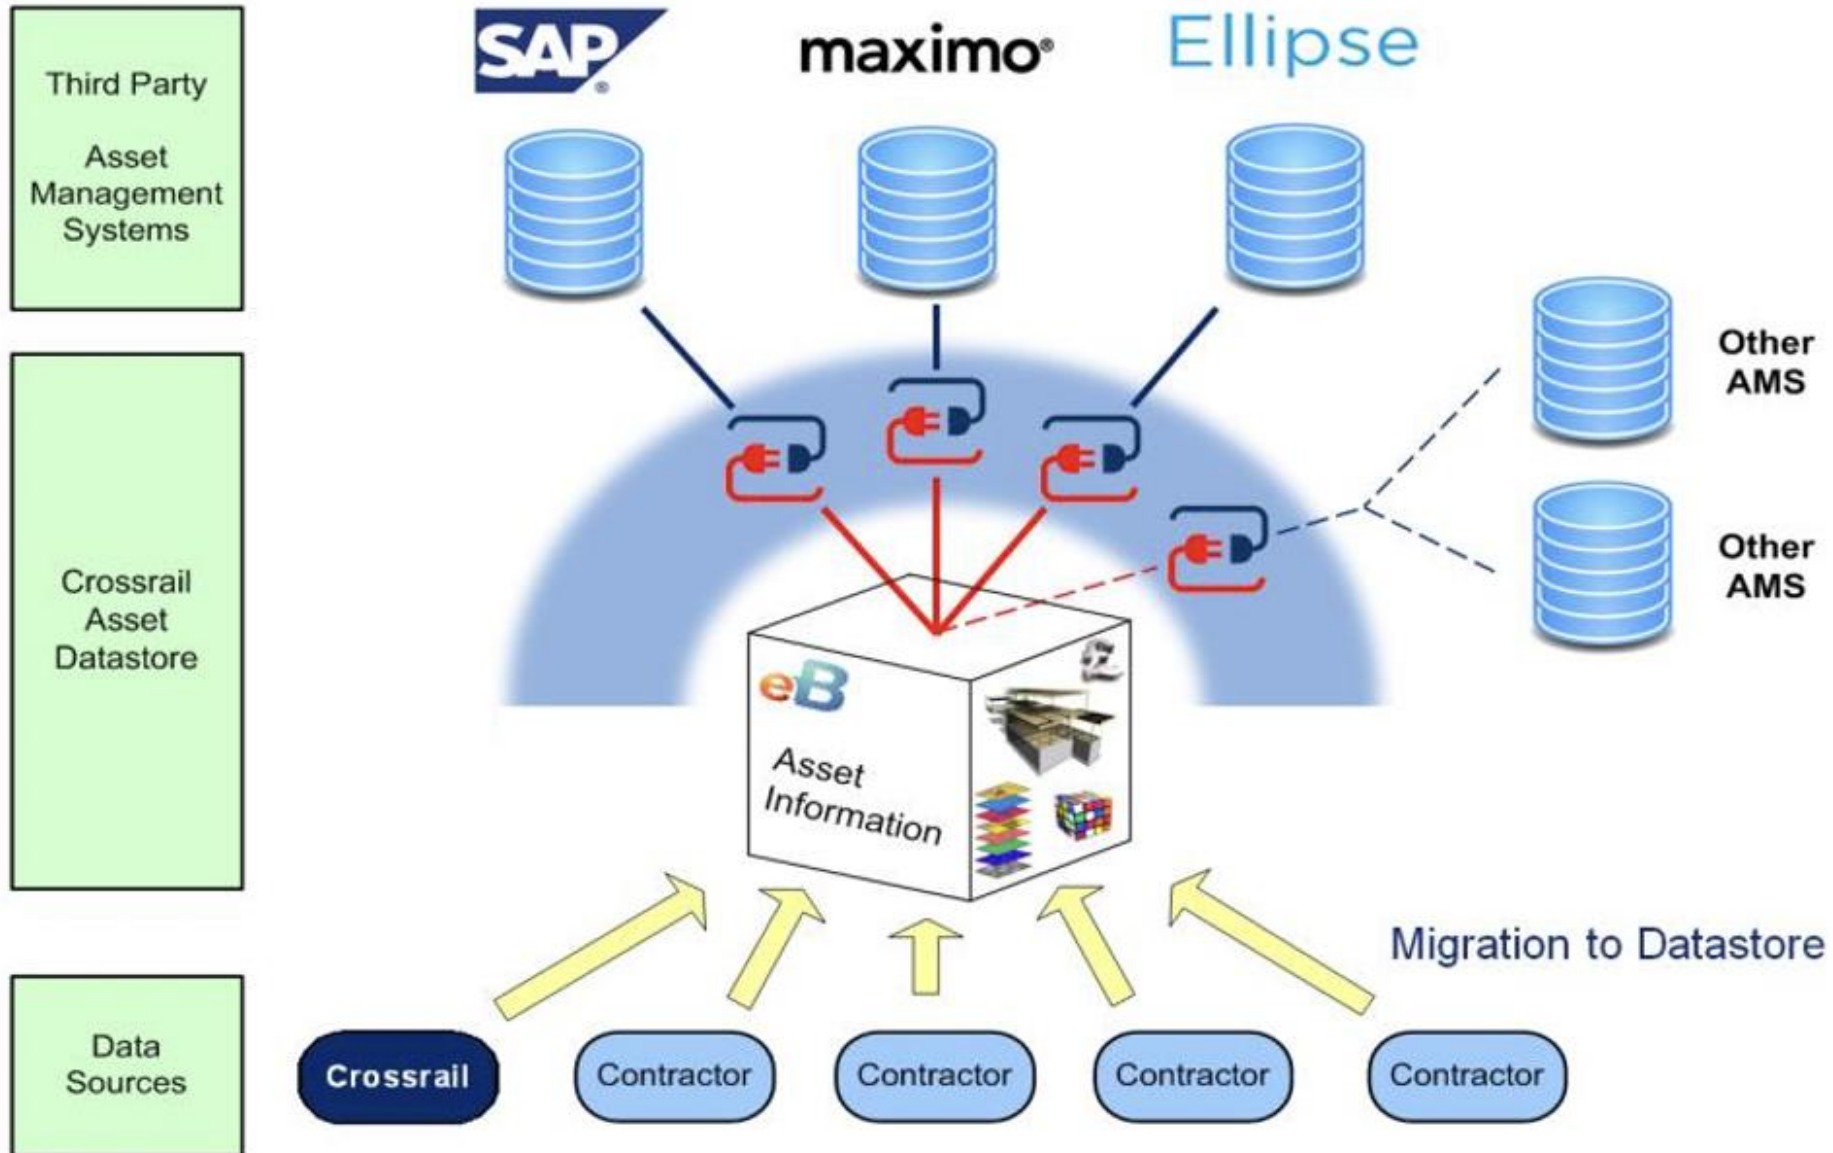 Third Party
Asset
Management
Systems
SAP
®
maximo®
Ellipse
Other
AMS
Other
AMS
Crossrail
Asset
Datastore
eB
Asset
Information
Migration to Datastore
Data
Sources
Crossrail
Contractor
Contractor
Contractor
Contractor